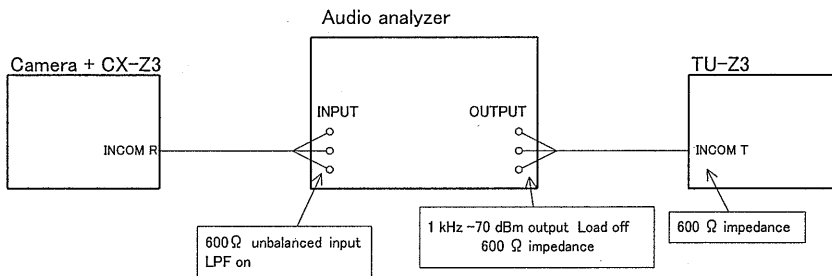 Audio analyzer
Camera + CX-Z3
TU-Z3
INPUT
OUTPUT
INCOM R
INCOM T
600Ω unbalanced input
LPF on
1 kHz -70 dBm output Load off
600 Ω impedance
600 Ω impedance